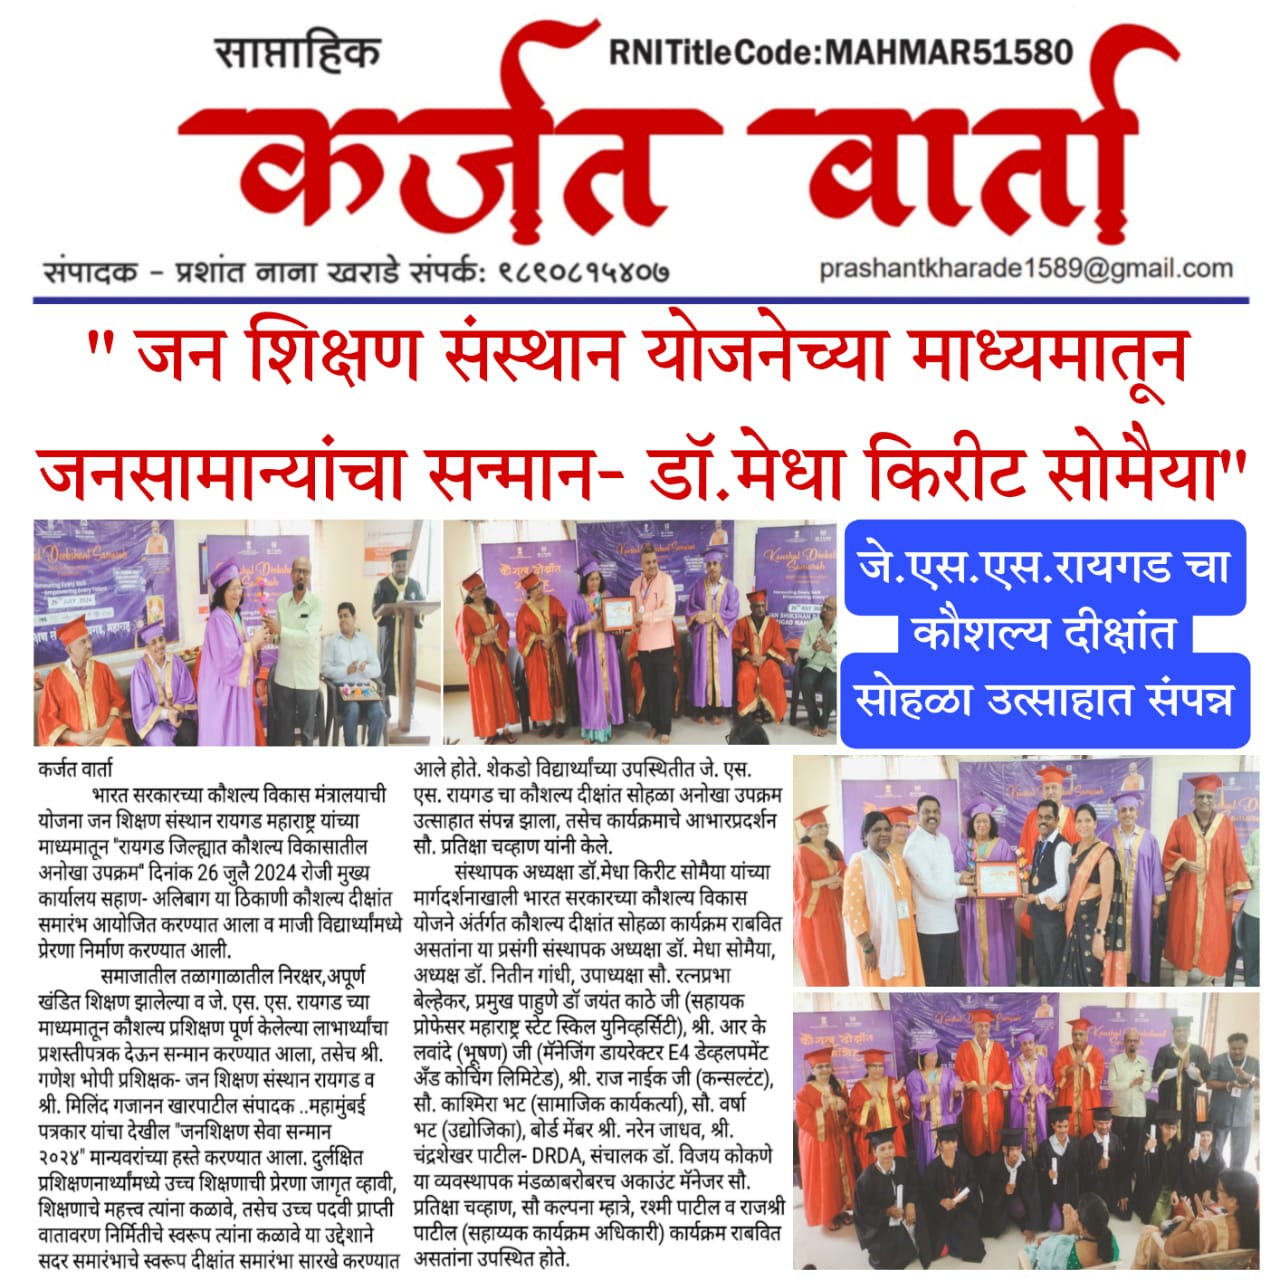 साप्ताहिक
RNITitleCode:MAHMAR51580
कर्जत वार्ता
संपादक - प्रशांत नाना खराडे संपर्क: ९८९०८१५४०७
prashantkharade1589@gmail.com
" जन शिक्षण संस्थान योजनेच्या माध्यमातून
जनसामान्यांचा सन्मान- डॉ.मेधा किरीट सोमैया"
जे.एस.एस.रायगड चा
कौशल्य दीक्षांत
सोहळा उत्साहात संपन्न
कर्जत वार्ता
भारत सरकारच्या कौशल्य विकास मंत्रालयाची
योजना जन शिक्षण संस्थान रायगड महाराष्ट्र यांच्या
माध्यमातून "रायगड जिल्ह्यात कौशल्य विकासातील
अनोखा उपक्रम" दिनांक 26 जुलै 2024 रोजी मुख्य
कार्यालय सहाण- अलिबाग या ठिकाणी कौशल्य दीक्षांत
समारंभ आयोजित करण्यात आला व माजी विद्यार्थ्यांमध्ये
प्रेरणा निर्माण करण्यात आली.
समाजातील तळागाळातील निरक्षर,अपूर्ण
खंडित शिक्षण झालेल्या व जे. एस. एस. रायगड च्या
माध्यमातून कौशल्य प्रशिक्षण पूर्ण केलेल्या लाभार्थ्यांचा
प्रशस्तीपत्रक देऊन सन्मान करण्यात आला, तसेच श्री.
गणेश भोपी प्रशिक्षक- जन शिक्षण संस्थान रायगड व
श्री. मिलिंद गजानन खारपाटील संपादक ..महामुंबई
पत्रकार यांचा देखील "जनशिक्षण सेवा सन्मान
२०२४" मान्यवरांच्या हस्ते करण्यात आला. दुर्लक्षित
प्रशिक्षणनार्थ्यांमध्ये उच्च शिक्षणाची प्रेरणा जागृत व्हावी,
शिक्षणाचे महत्त्व त्यांना कळावे, तसेच उच्च पदवी प्राप्ती
वातावरण निर्मितीचे स्वरूप त्यांना कळावे या उद्देशाने
सदर समारंभाचे स्वरूप दीक्षांत समारंभा सारखे करण्यात
आले होते. शेकडो विद्यार्थ्यांच्या उपस्थितीत जे. एस.
एस. रायगड चा कौशल्य दीक्षांत सोहळा अनोखा उपक्रम
उत्साहात संपन्न झाला, तसेच कार्यक्रमाचे आभारप्रदर्शन
सौ. प्रतिक्षा चव्हाण यांनी केले.
संस्थापक अध्यक्षा डॉ.मेधा किरीट सोमैया यांच्या
मार्गदर्शनाखाली भारत सरकारच्या कौशल्य विकास
योजने अंर्तगत कौशल्य दीक्षांत सोहळा कार्यक्रम राबवित
असतांना या प्रसंगी संस्थापक अध्यक्षा डॉ. मेधा सोमैया,
अध्यक्ष डॉ. नितीन गांधी, उपाध्यक्षा सौ. रत्नप्रभा
बेल्हेकर, प्रमुख पाहुणे डॉ जयंत काठे जी (सहायक
प्रोफेसर महाराष्ट्र स्टेट स्किल युनिव्हर्सिटी), श्री. आर के
लवांदे (भूषण) जी (मॅनेजिंग डायरेक्टर E4 डेव्हलपमेंट
अँड कोचिंग लिमिटेड), श्री. राज नाईक जी (कन्सल्टंट),
सौ. काश्मिरा भट (सामाजिक कार्यकर्त्या), सौ. वर्षा
भट (उद्योजिका), बोर्ड मेंबर श्री. नरेन जाधव, श्री.
चंद्रशेखर पाटील- DRDA, संचालक डॉ. विजय कोकणे
या व्यवस्थापक मंडळाबरोबरच अकाउंट मॅनेजर सौ.
प्रतिक्षा चव्हाण, सौ कल्पना म्हात्रे, रश्मी पाटील व राजश्री
पाटील (सहाय्यक कार्यक्रम अधिकारी) कार्यक्रम राबवित
असतांना उपस्थित होते.